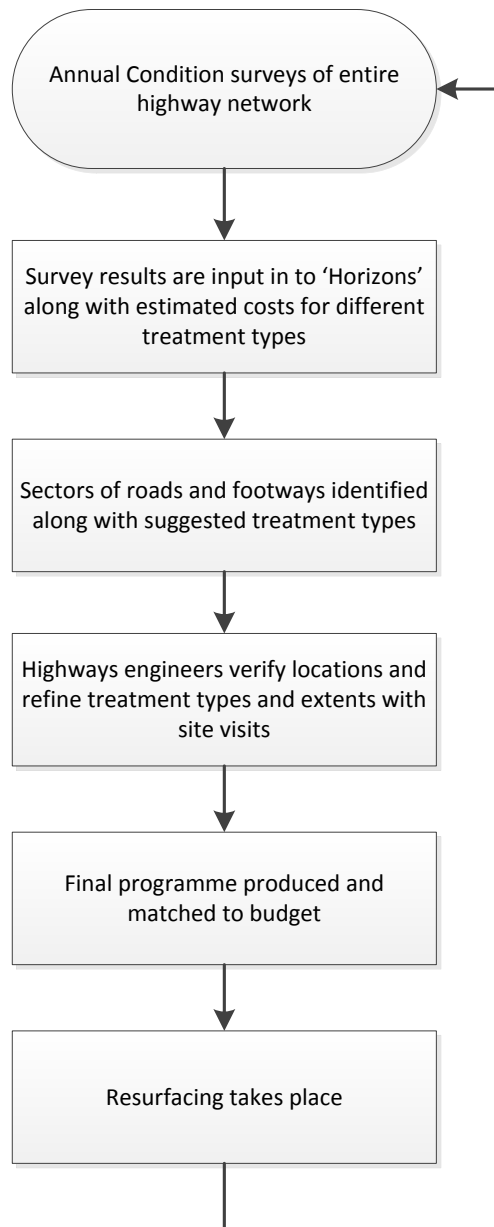 Annual Condition surveys of entire
highway network
Survey results are input in to ‘Horizons’
along with estimated costs for different
treatment types
Sectors of roads and footways identified
along with suggested treatment types
Highways engineers verify locations and
refine treatment types and extents with
site visits
Final programme produced and
matched to budget
Resurfacing takes place